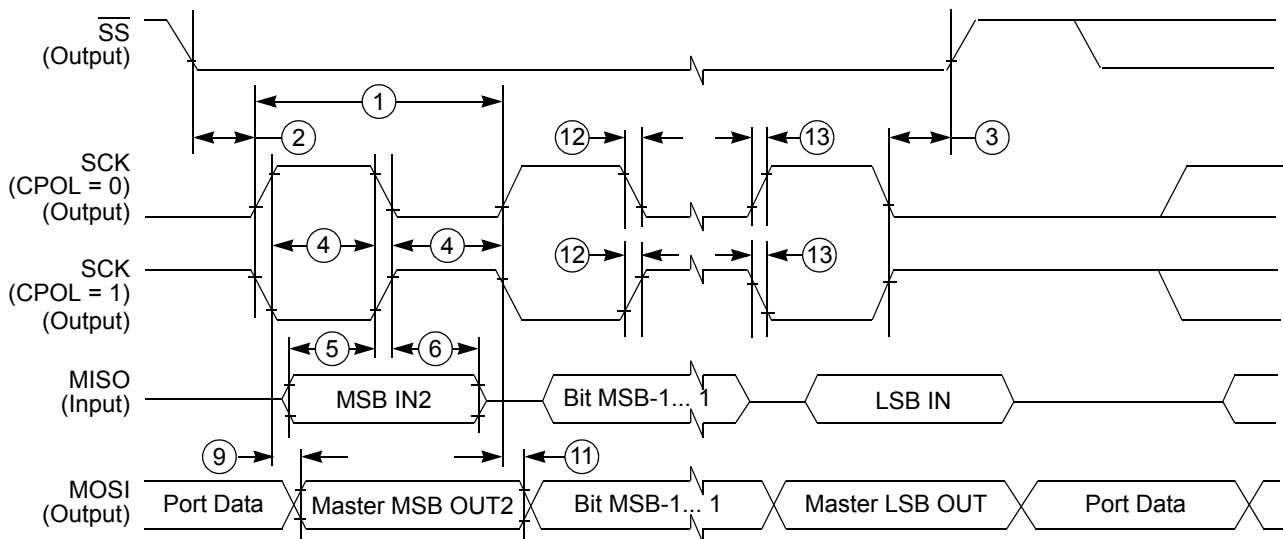 SS
(Output)
1
2
12
13
3
SCK
(CPOL = 0)
(Output)
4
4
12
13
SCK
(CPOL = 1)
(Output)
5
6
MISO
(Input)
MSB IN2
Bit MSB-1... 1
LSB IN
9
11
MOSI
(Output)
Port Data
Master MSB OUT2
Bit MSB-1... 1
Master LSB OUT
Port Data